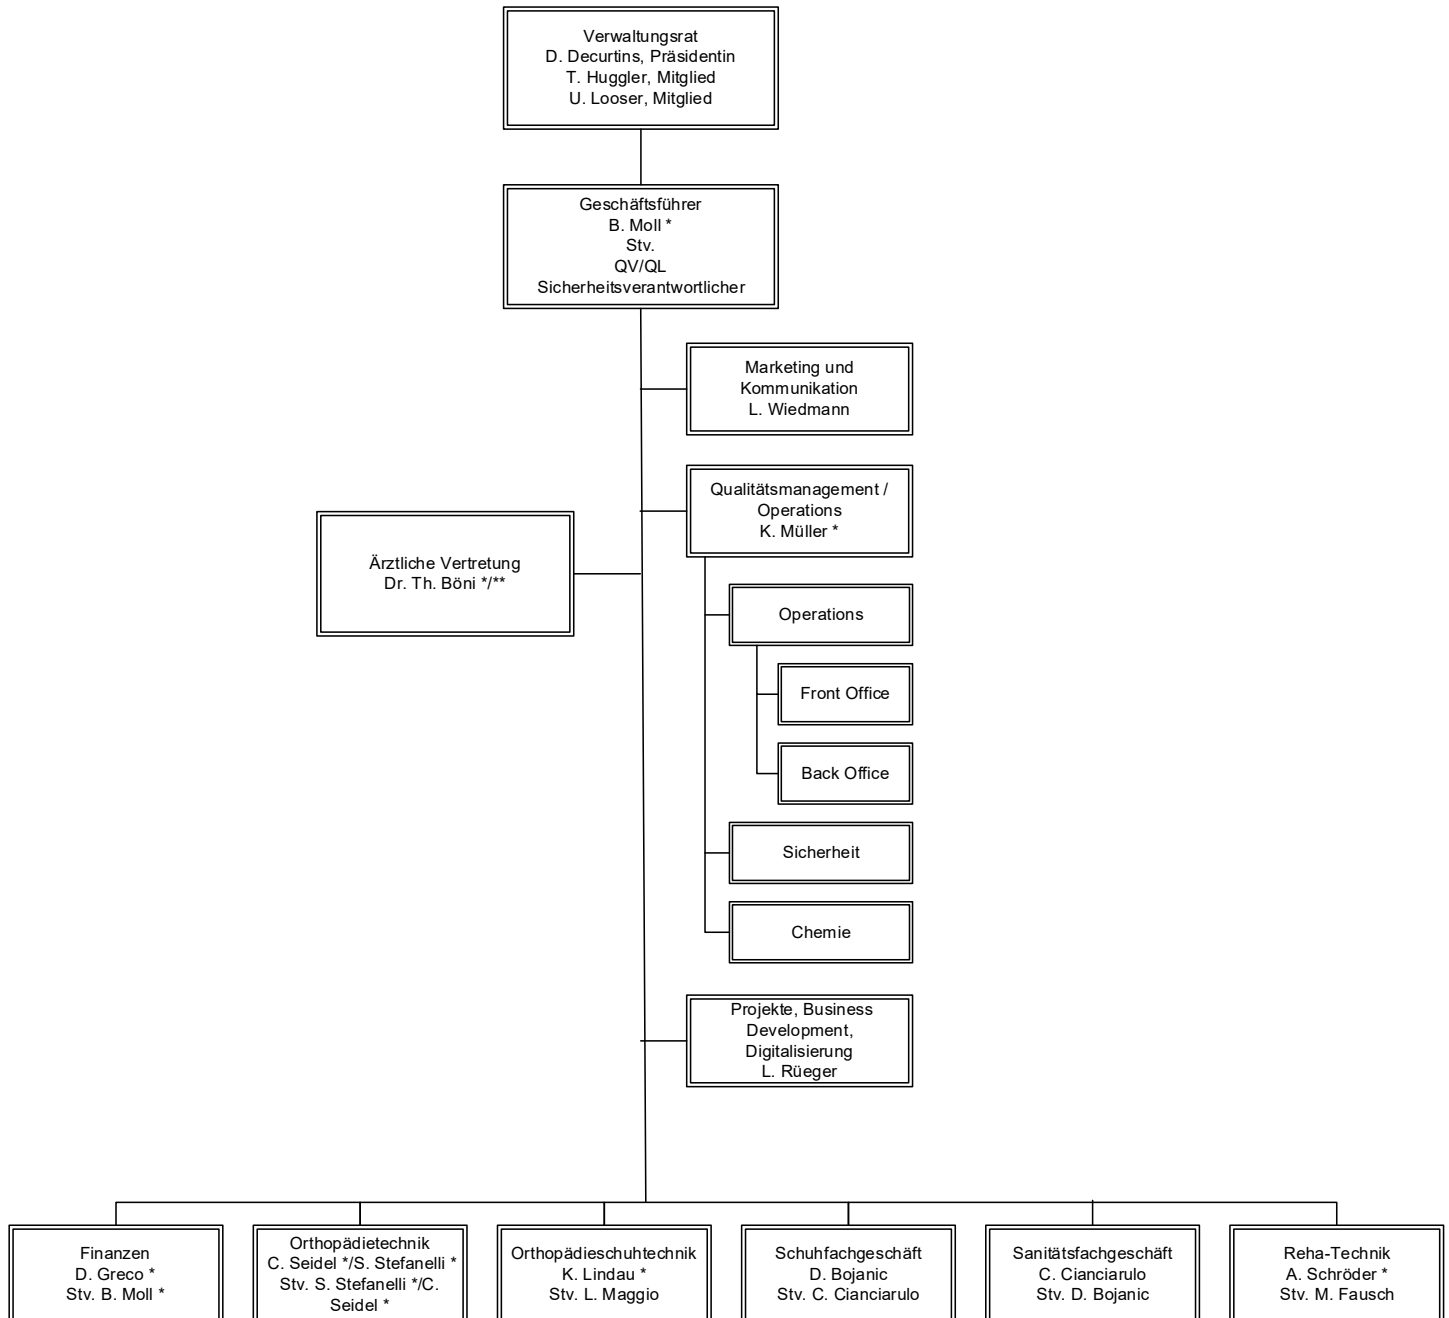 Verwaltungsrat
D. Decurtins, Präsidentin
T. Huggler, Mitglied
U. Looser, Mitglied
Geschäftsführer
B. Moll *
Stv.
QV/QL
Sicherheitsverantwortlicher
Marketing und
Kommunikation
L. Wiedmann
Qualitätsmanagement /
Operations
K. Müller *
Ärztliche Vertretung
Dr. Th. Böni */**
Operations
Front Office
Back Office
Sicherheit
Chemie
Projekte, Business
Development,
Digitalisierung
L. Rüeger
Finanzen
D. Greco *
Stv. B. Moll *
Orthopädietechnik
C. Seidel */S. Stefanelli *
Stv. S. Stefanelli */C.
Seidel *
Orthopädieschuhtechnik
K. Lindau *
Stv. L. Maggio
Schuhfachgeschäft
D. Bojanic
Stv. C. Cianciarulo
Sanitätsfachgeschäft
C. Cianciarulo
Stv. D. Bojanic
Reha-Technik
A. Schröder *
Stv. M. Fausch